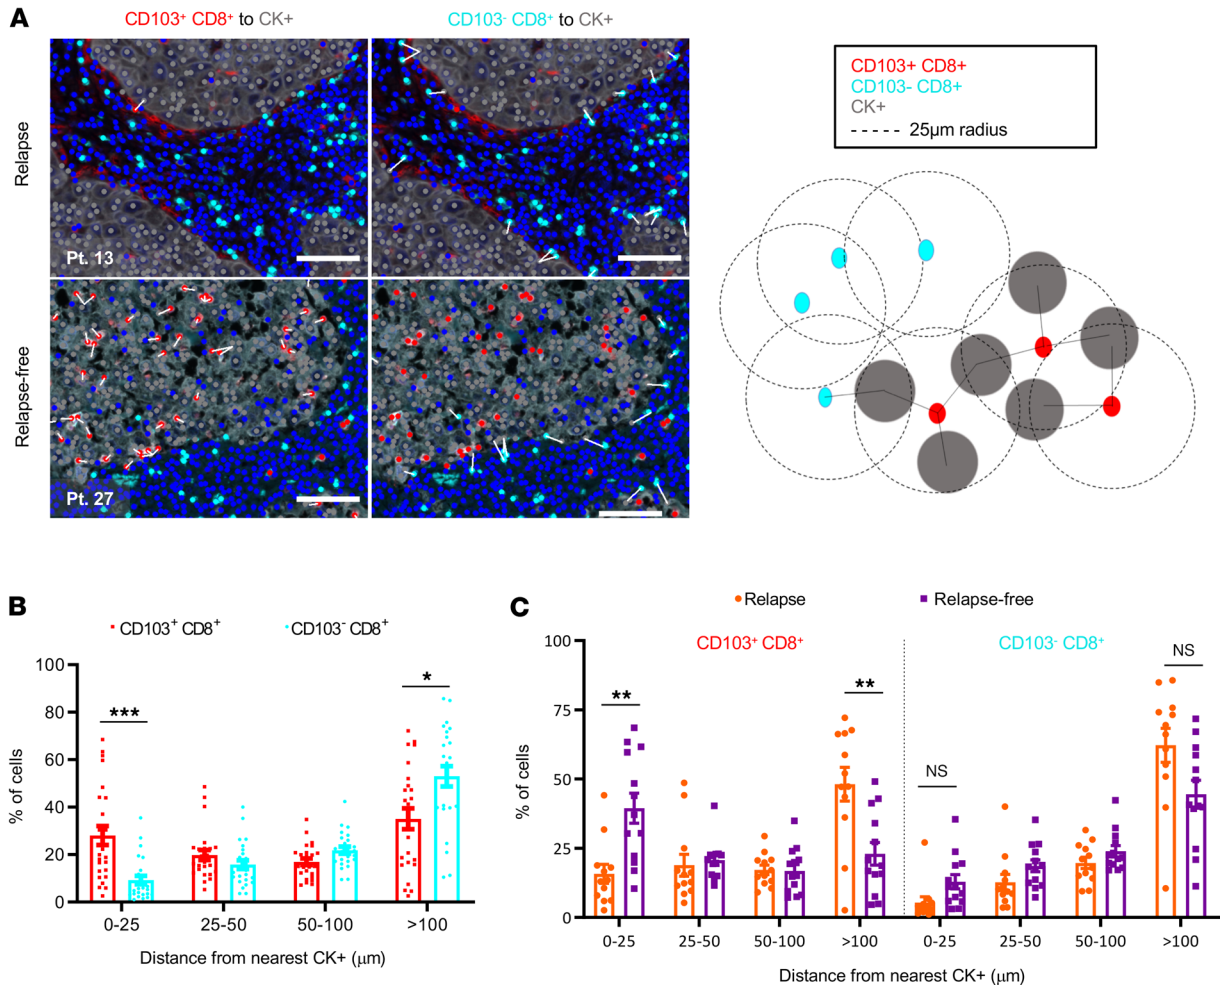 A
CD103⁺ CD8⁺ to CK+
CD103⁻ CD8⁺ to CK+
Relapse
Pt. 13
Relapse-free
Pt. 27
CD103+ CD8+
CD103- CD8+
CK+
25μm radius
B
CD103⁺ CD8⁺
CD103⁻ CD8⁺
% of cells
100
80
60
40
20
0
***
*
0-25
25-50
50-100
>100
Distance from nearest CK+ (μm)
C
Relapse
Relapse-free
CD103⁺ CD8⁺
CD103⁻ CD8⁺
% of cells
100
75
50
25
0
**
**
NS
NS
0-25
25-50
50-100
>100
0-25
25-50
50-100
>100
Distance from nearest CK+ (μm)